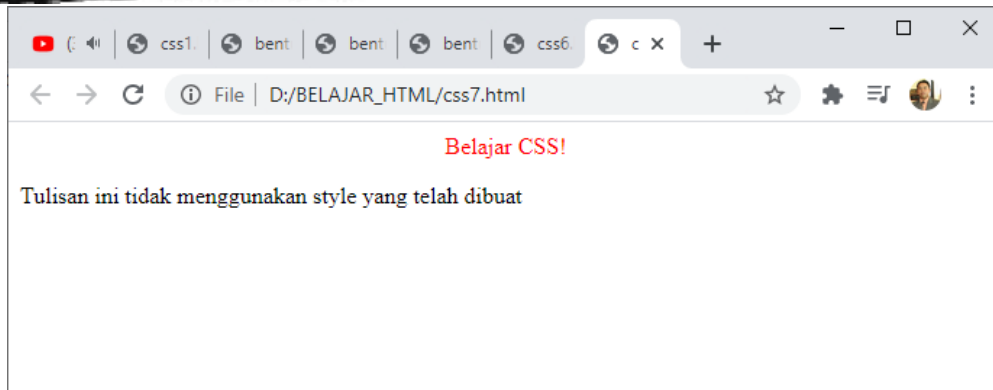 (: css1. bent bent bent css6. c
File D:/BELAJAR_HTML/css7.html
Belajar CSS!
Tulisan ini tidak menggunakan style yang telah dibuat